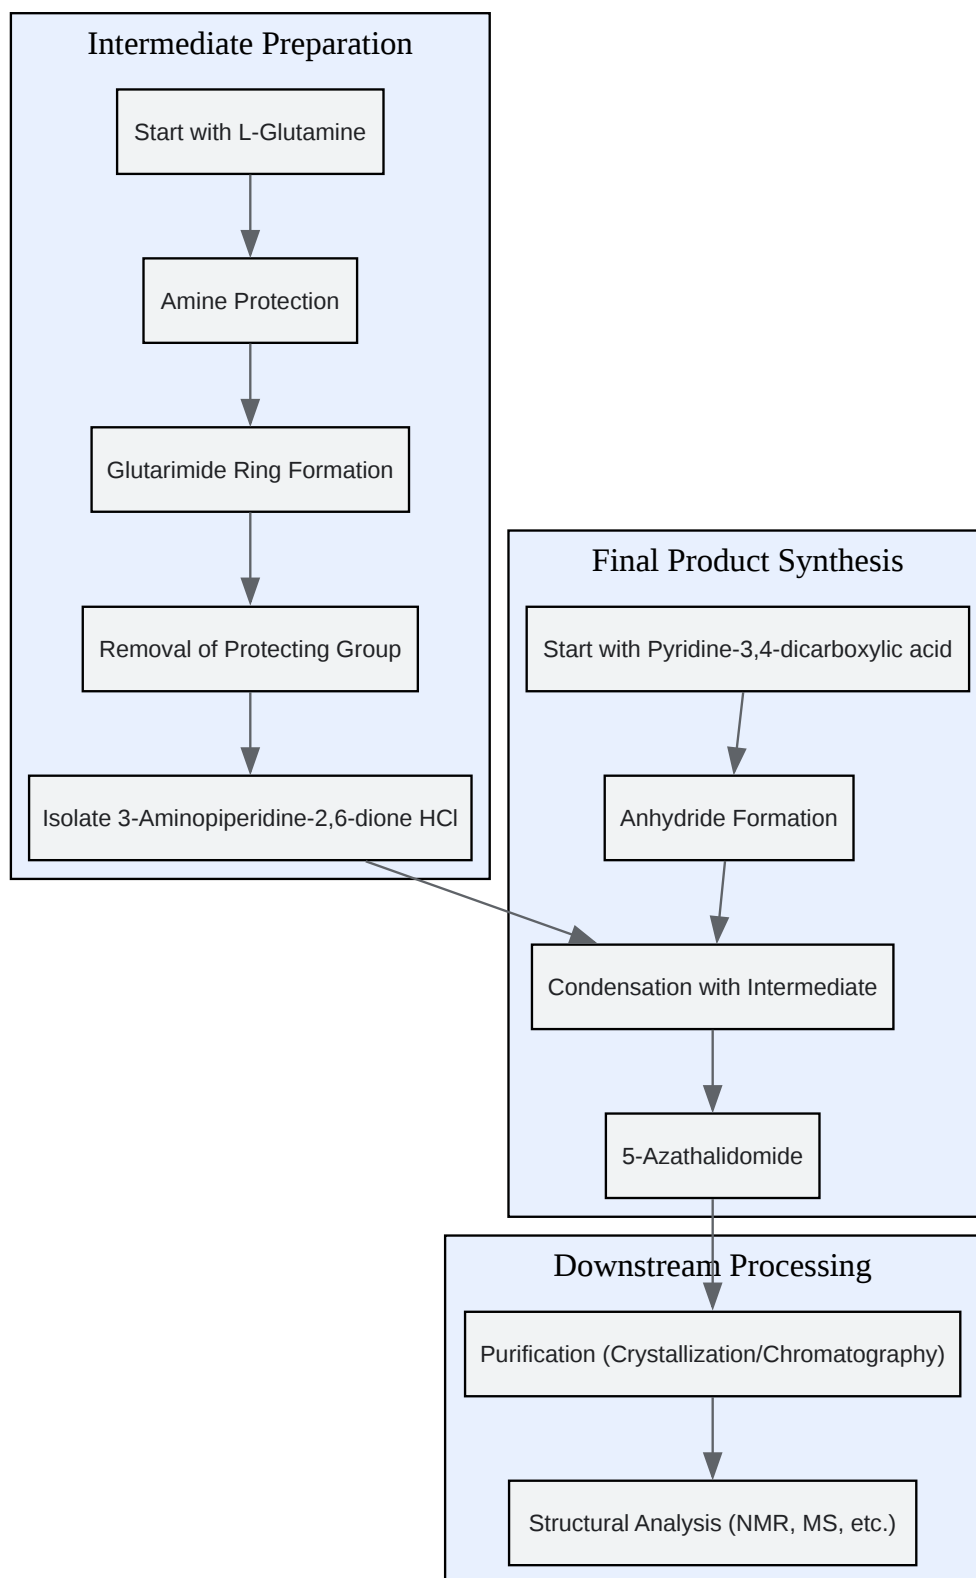 Intermediate Preparation
Start with L-Glutamine
Amine Protection
Glutarimide Ring Formation
Removal of Protecting Group
Isolate 3-Aminopiperidine-2,6-dione HCl
Final Product Synthesis
Start with Pyridine-3,4-dicarboxylic acid
Anhydride Formation
Condensation with Intermediate
5-Azathalidomide
Downstream Processing
Purification (Crystallization/Chromatography)
Structural Analysis (NMR, MS, etc.)